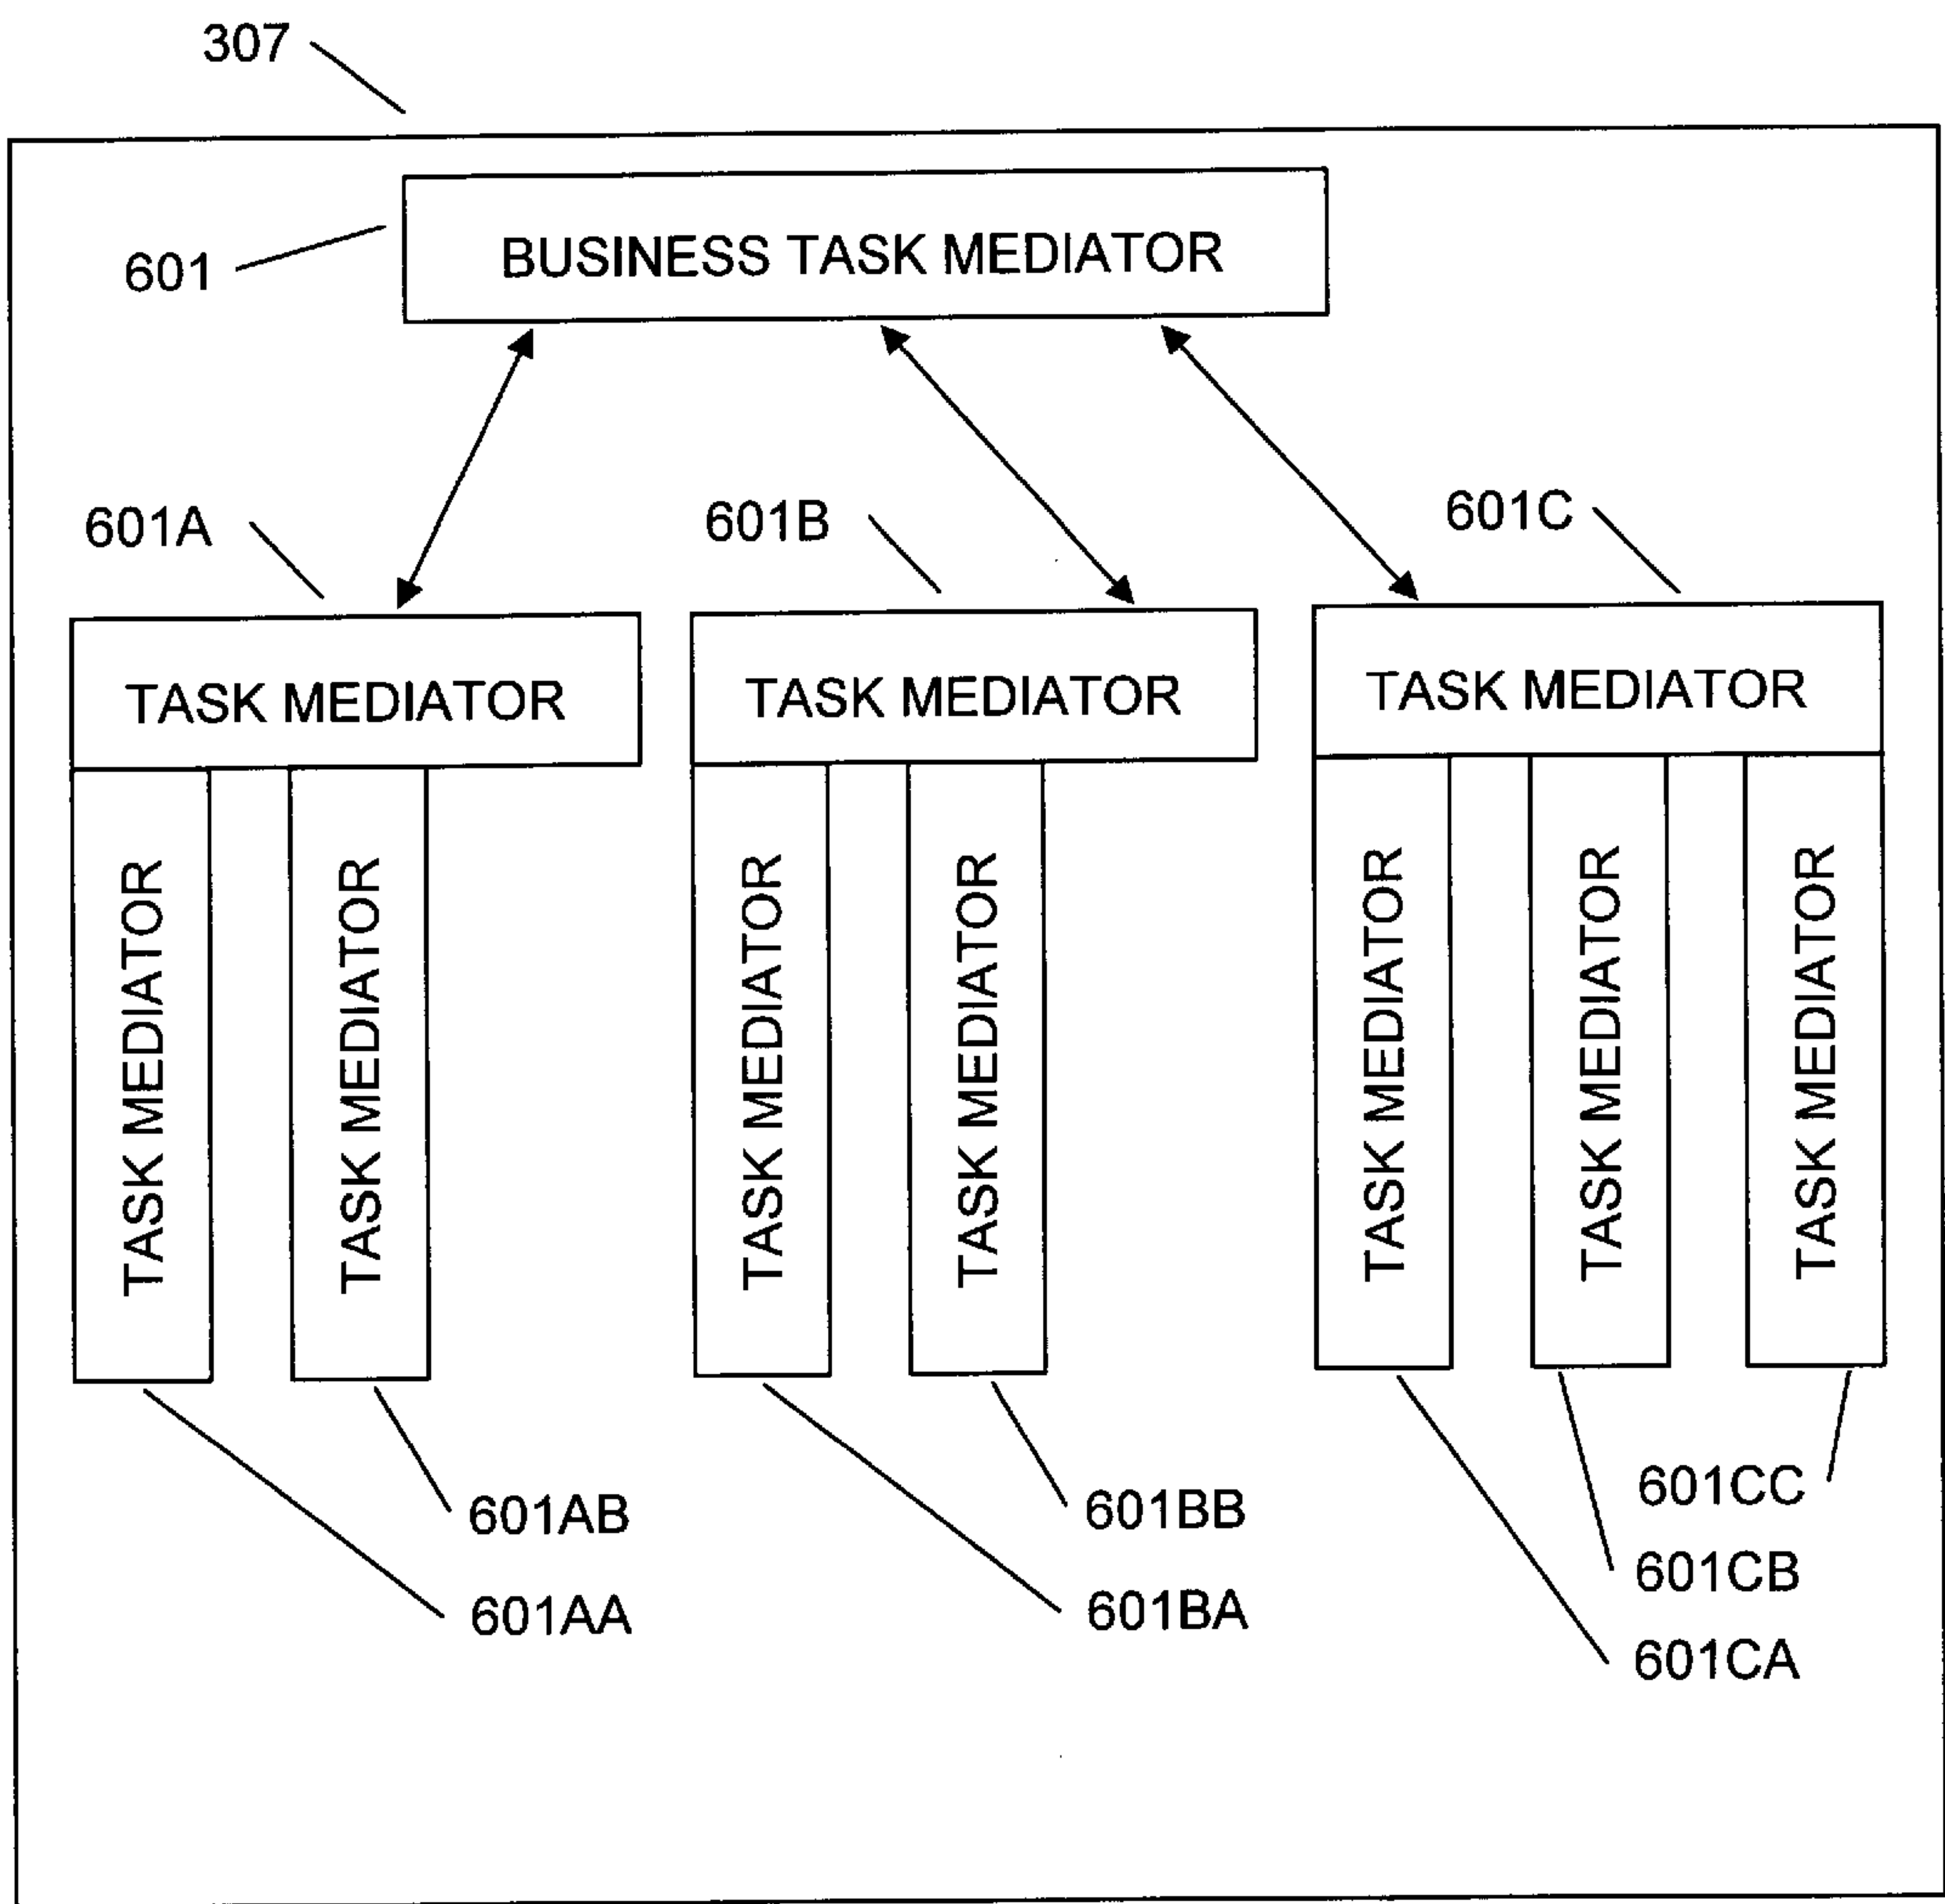 307
BUSINESS TASK MEDIATOR
601
601A
601B
601C
TASK MEDIATOR
TASK MEDIATOR
TASK MEDIATOR
TASK MEDIATOR
TASK MEDIATOR
TASK MEDIATOR
TASK MEDIATOR
TASK MEDIATOR
TASK MEDIATOR
TASK MEDIATOR
601AB
601BB
601CC
601CB
601AA
601BA
601CA